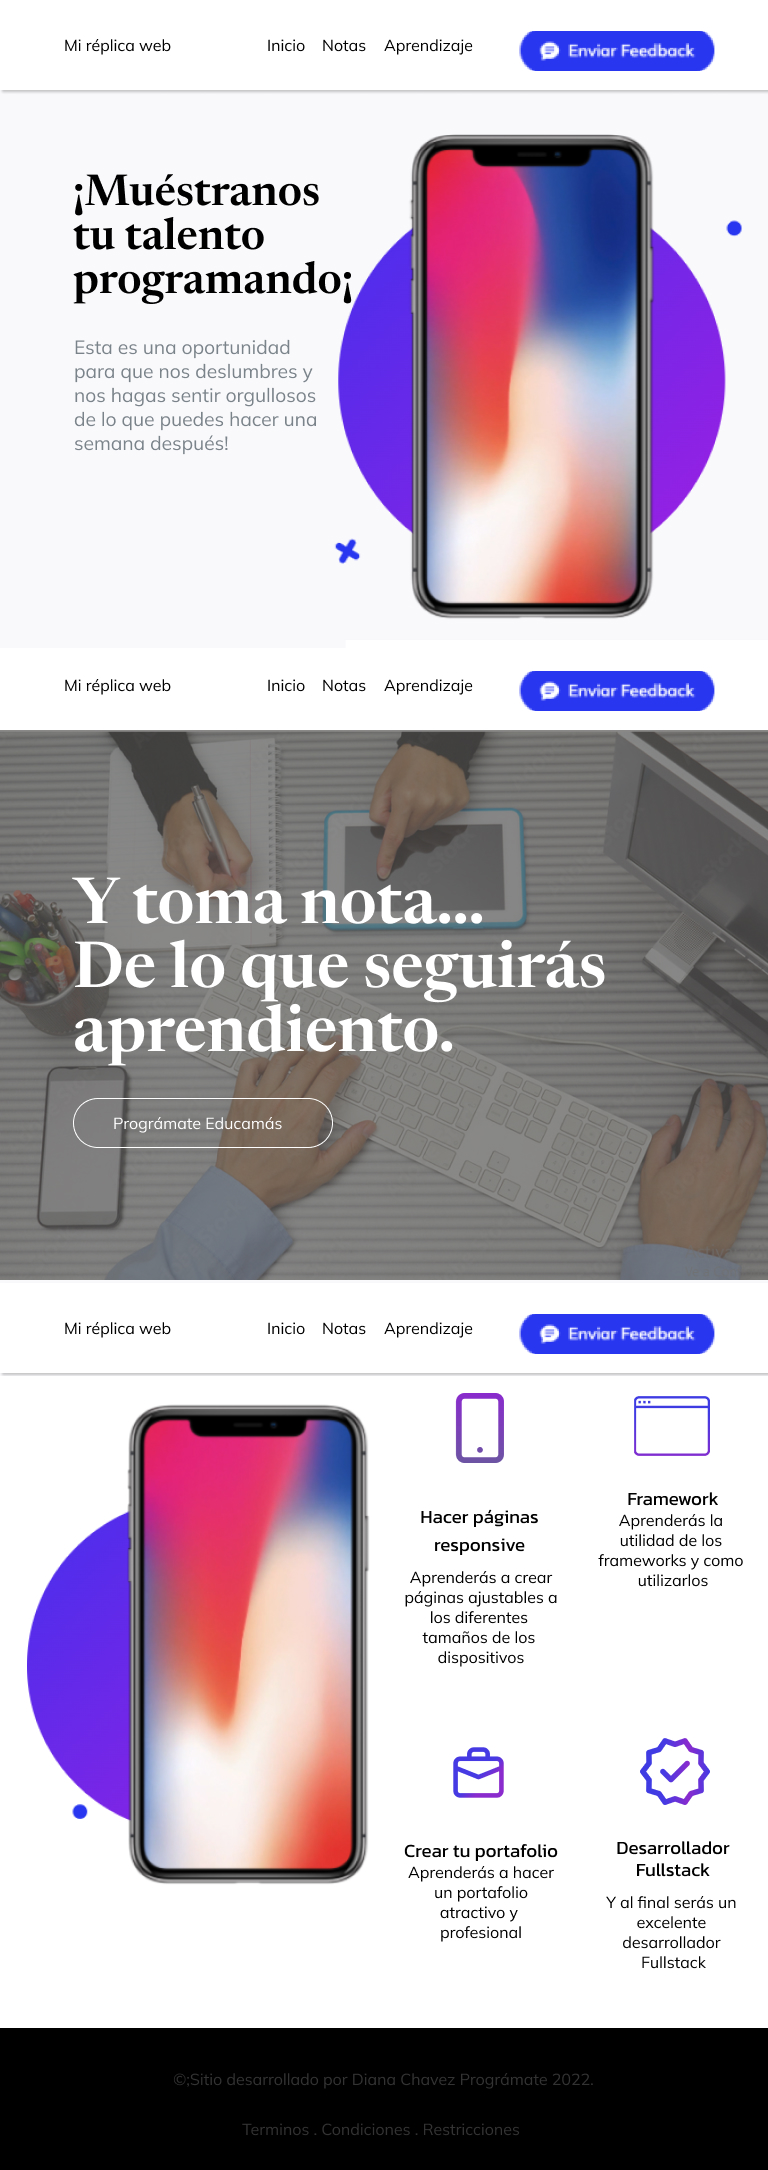 Mi réplica web
Inicio Notas Aprendizaje
Enviar Feedback
¡Muéstranos
tu talento
programando¡
Esta es una oportunidad
para que nos deslumbres y
nos hagas sentir orgullosos
de lo que puedes hacer una
semana después!
Mi réplica web
Inicio Notas Aprendizaje
Enviar Feedback
Y toma nota...
De lo que seguirás
aprendiento.
Prográmate Educamás
Mi réplica web
Inicio Notas Aprendizaje
Enviar Feedback
Hacer páginas
responsive
Aprenderás a crear
páginas ajustables a
los diferentes
tamaños de los
dispositivos
Framework
Aprenderás la
utilidad de los
frameworks y como
utilizarlos
Crear tu portafolio
Aprenderás a hacer
un portafolio
atractivo y
profesional
Desarrollador
Fullstack
Y al final serás un
excelente
desarrollador
Fullstack
©;Sitio desarrollado por Diana Chavez Prográmate 2022.
Terminos . Condiciones . Restricciones